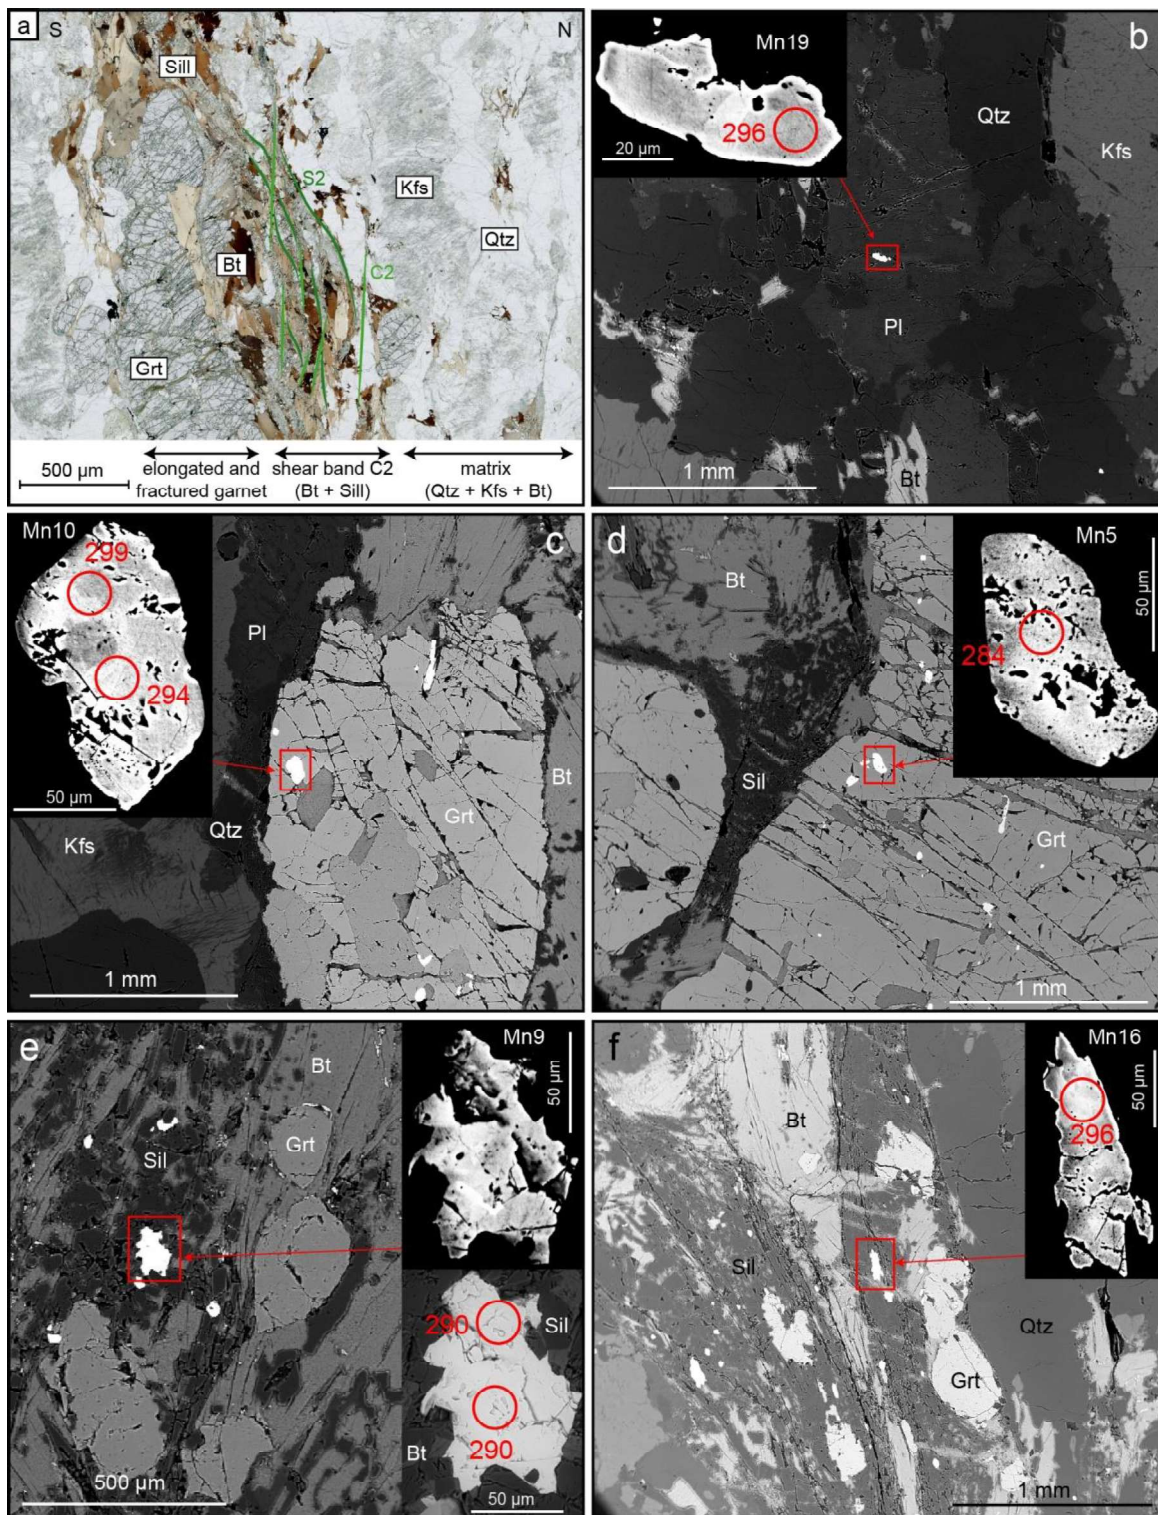 a
S
N
Sill
S2
Kfs
Qtz
Bt
C2
Grt
500 µm
elongated and
fractured garnet
shear band C2
(Bt + Sill)
matrix
(Qtz + Kfs + Bt)
Mn19
b
296
20 µm
Qtz
Kfs
Pl
1 mm
Bt
Mn10
299
c
Pl
294
50 µm
Bt
Qtz
Grt
Kfs
1 mm
d
Mn5
Bt
50 µm
284
Sil
Grt
1 mm
e
Mn9
Bt
50 µm
Grt
Sil
290
Sil
Bt
290
500 µm
50 µm
f
Mn16
Bt
50 µm
296
Sil
Qtz
Grt
1 mm